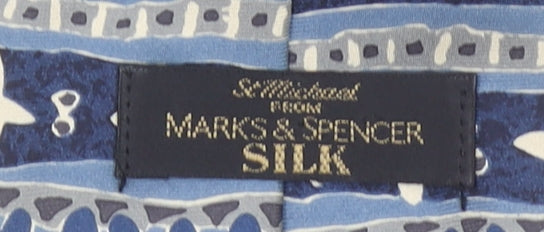 St Michael
FROM
MARKS & SPENCER
SILK